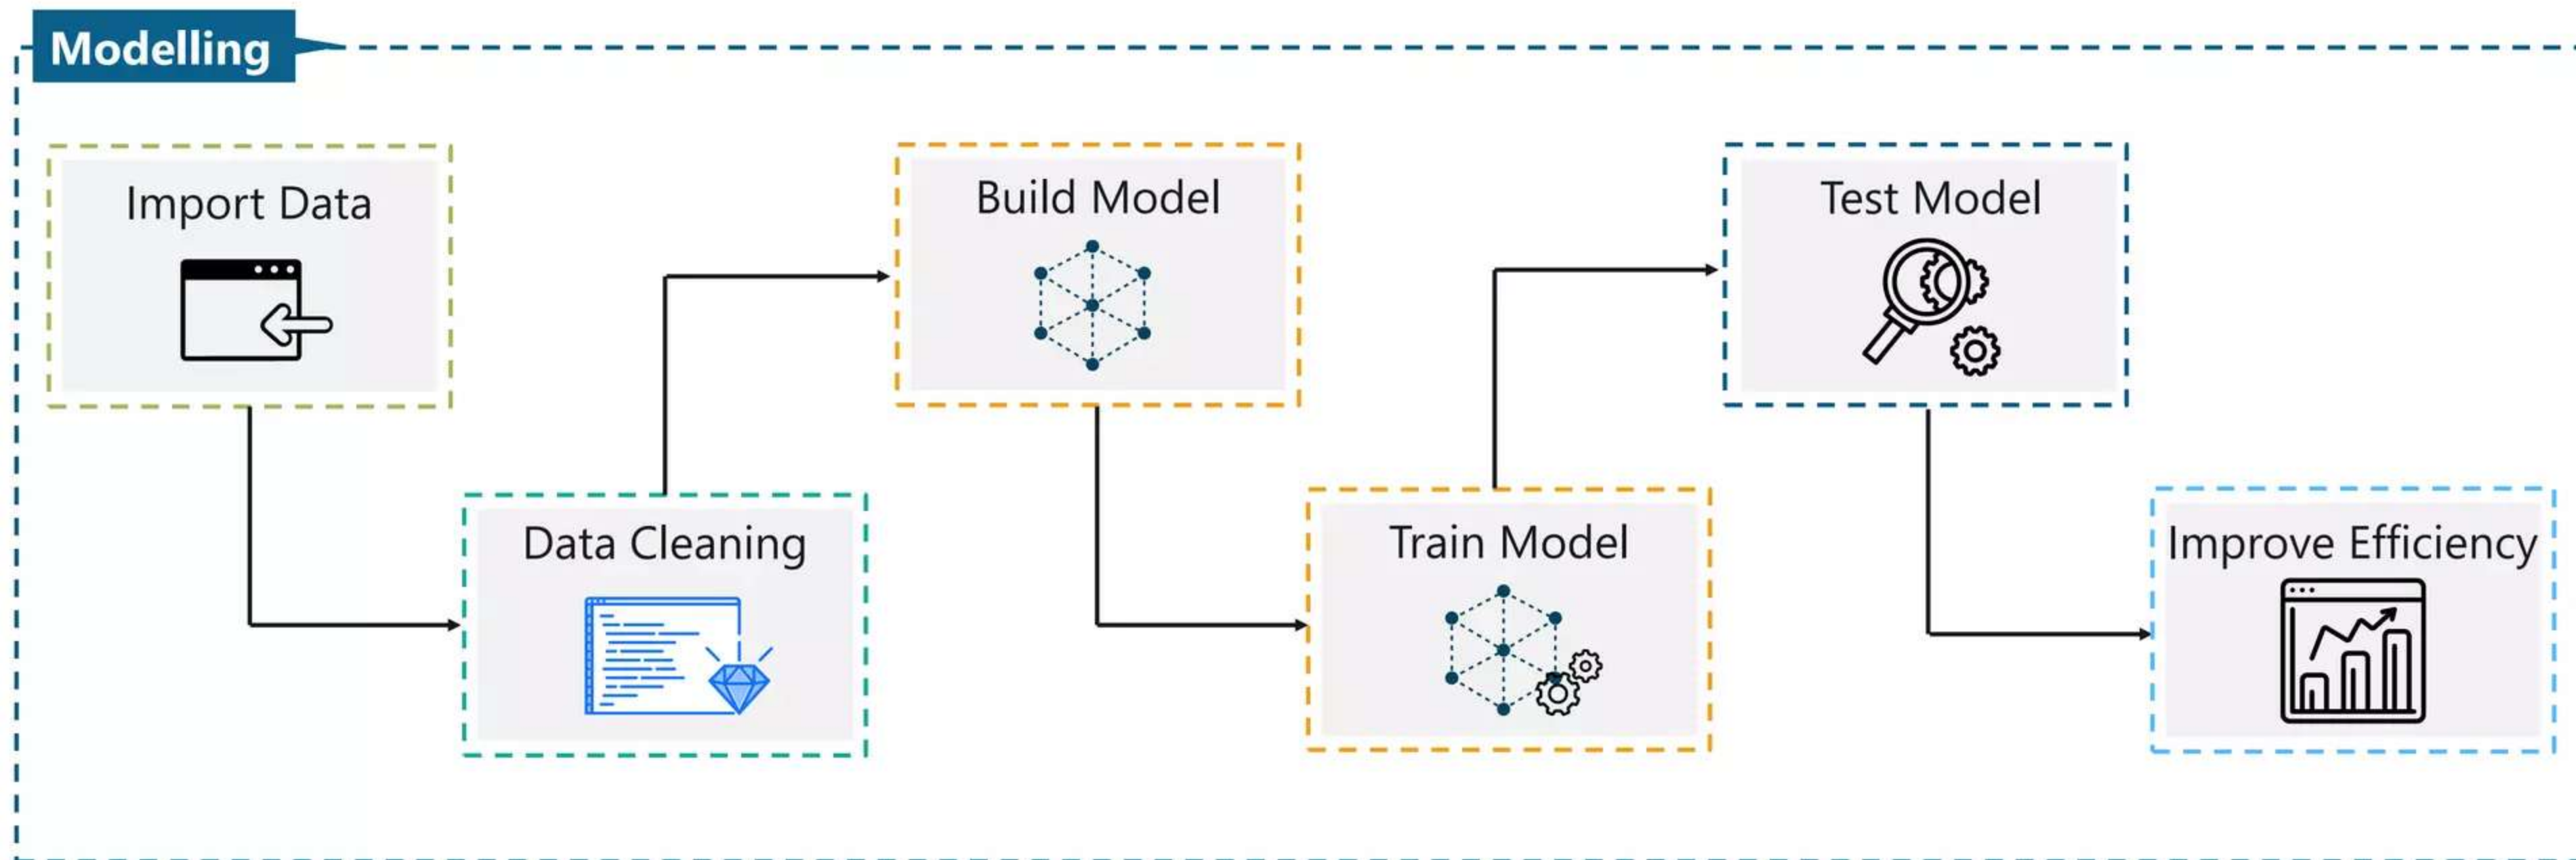 Modelling
Import Data
Data Cleaning
Build Model
Train Model
Test Model
Improve Efficiency